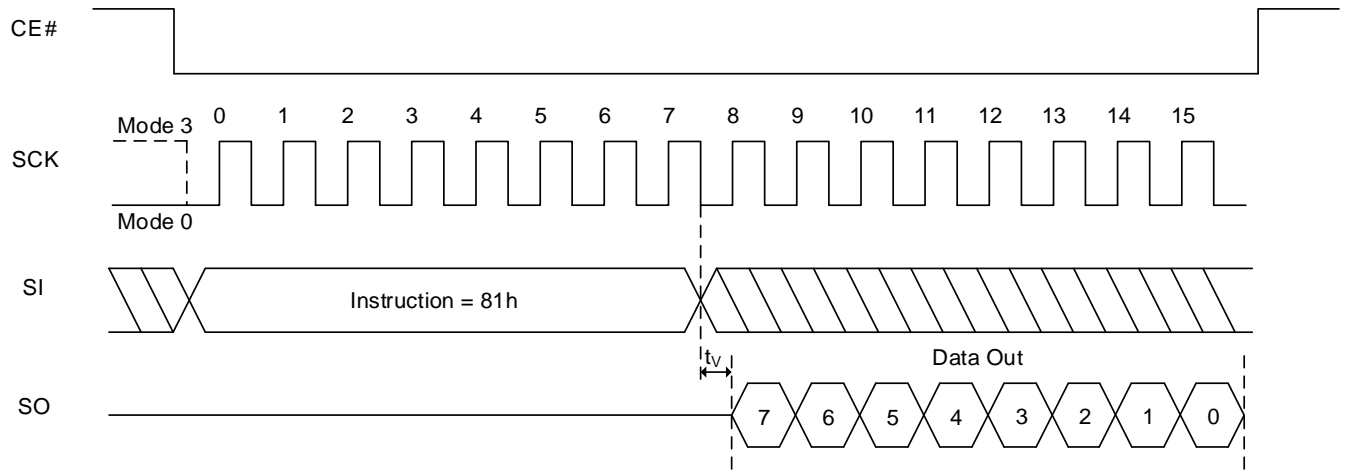 CE#
0 1 2 3 4 5 6 7 8 9 10 11 12 13 14 15
Mode 3
SCK
Mode 0
SI
Instruction = 81h
tV
Data Out
SO
7 6 5 4 3 2 1 0